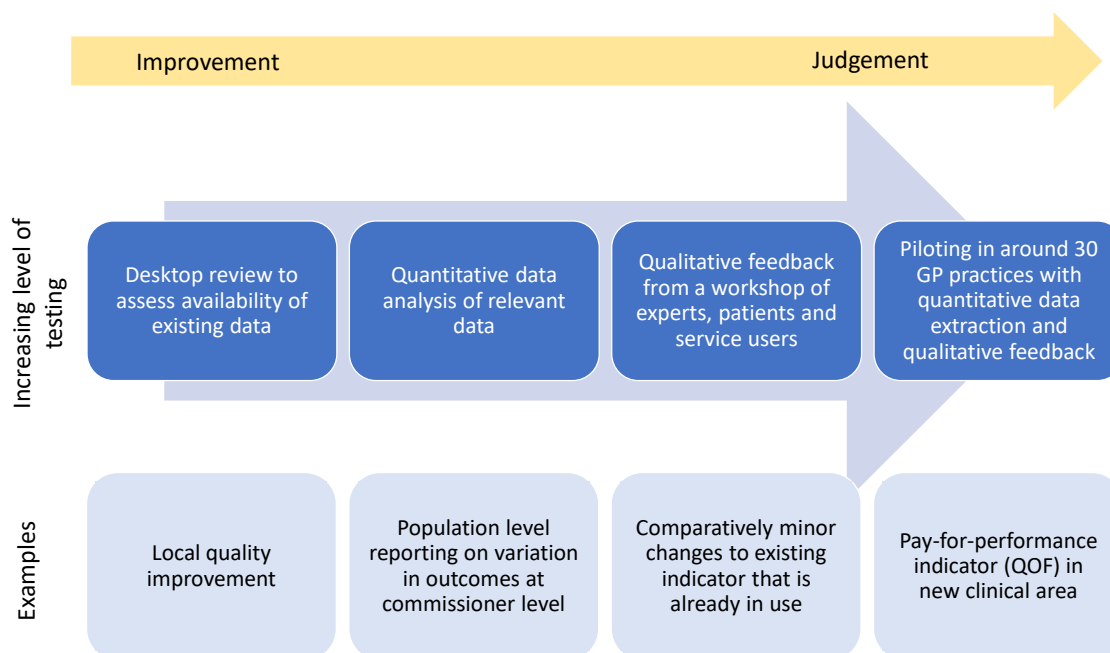 Improvement
Judgement
Increasing level of
testing
Desktop review to
assess availability of
existing data
Quantitative data
analysis of relevant
data
Qualitative feedback
from a workshop of
experts, patients and
service users
Piloting in around 30
GP practices with
quantitative data
extraction and
qualitative feedback
Examples
Local quality
improvement
Population level
reporting on variation
in outcomes at
commissioner level
Comparatively minor
changes to existing
indicator that is
already in use
Pay-for-performance
indicator (QOF) in
new clinical area